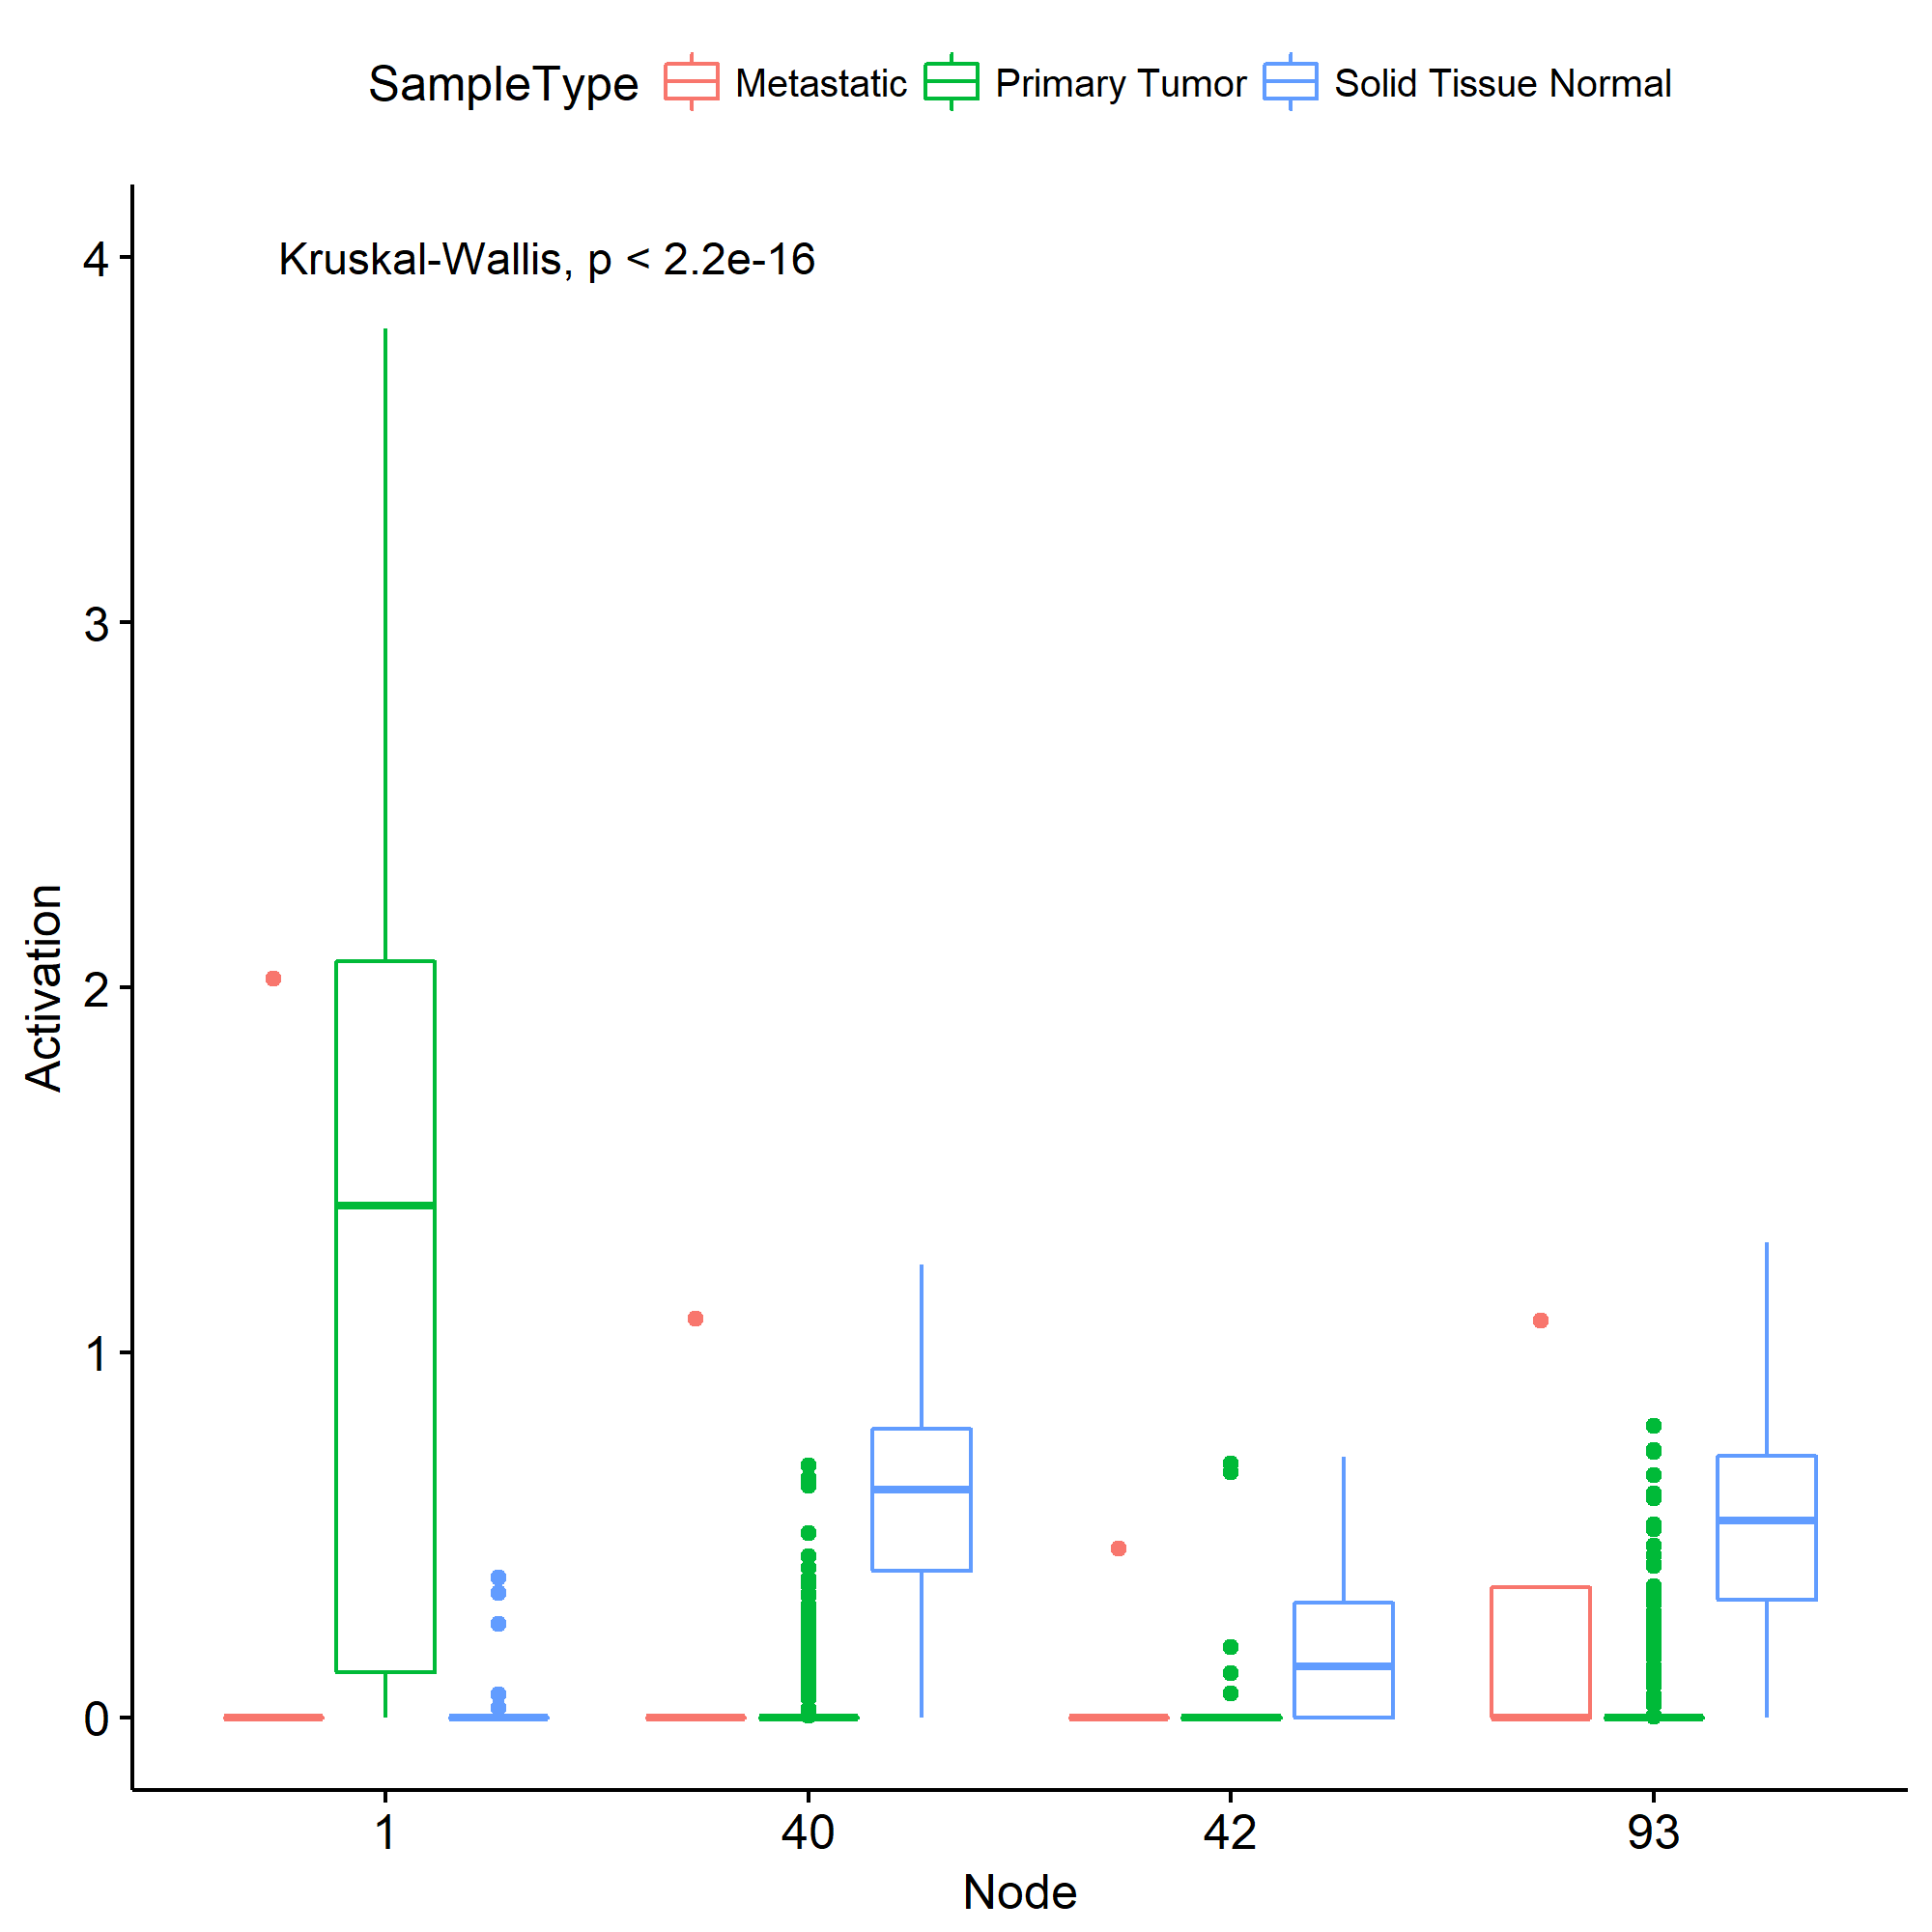 SampleType Metastatic Primary Tumor Solid Tissue Normal
Kruskal-Wallis, p < 2.2e-16
4
3
2
1
0
Activation
1 40 42 93
Node